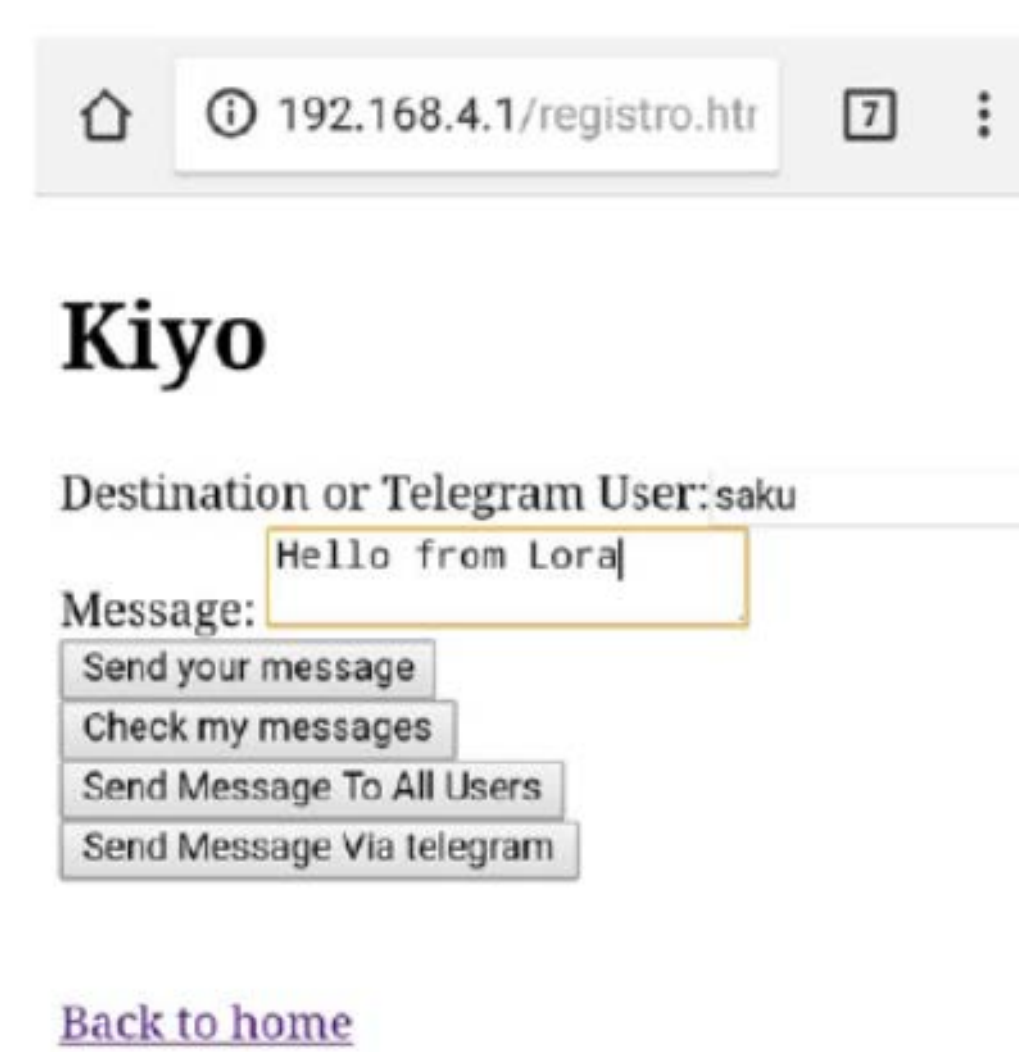 192.168.4.1/registro.htr
7
Kiyo
Destination or Telegram User: saku
Hello from Lora
Message:
Send your message
Check my messages
Send Message To All Users
Send Message Via telegram
Back to home